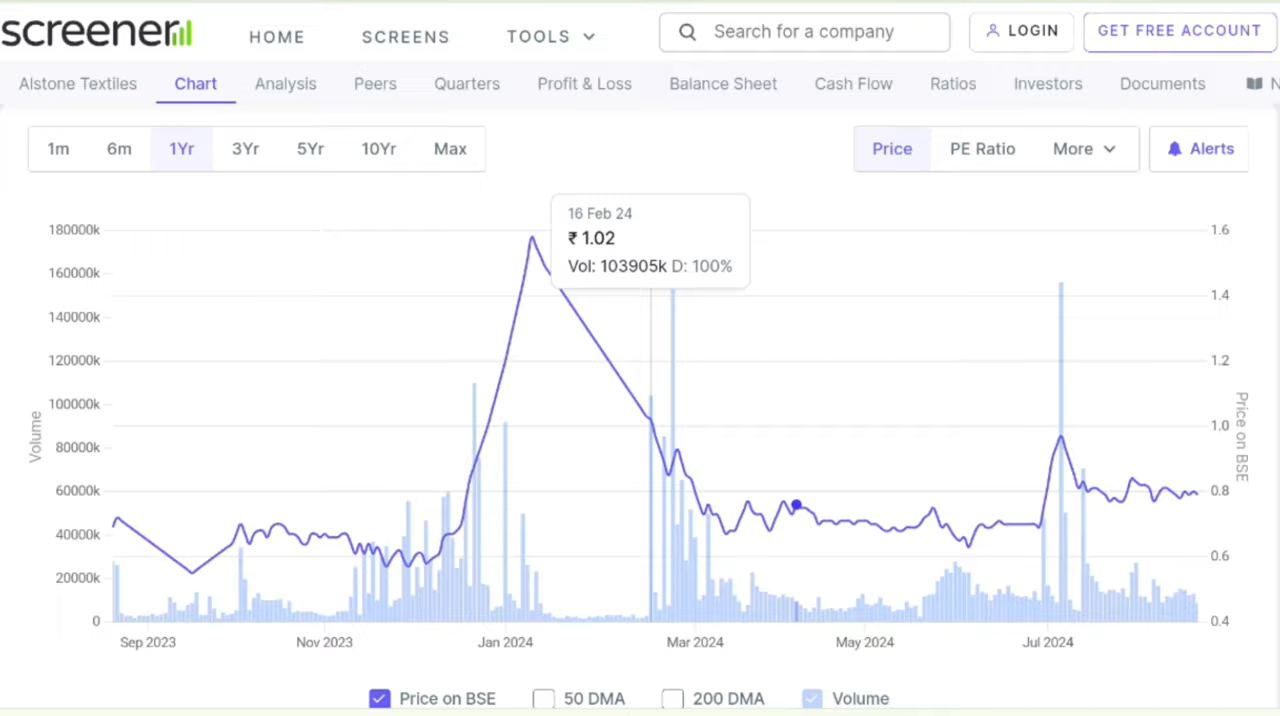 screener
HOME SCREENS TOOLS
Search for a company
LOGIN
GET FREE ACCOUNT
Alstone Textiles Chart Analysis Peers Quarters Profit & Loss Balance Sheet Cash Flow Ratios Investors Documents N
1m 6m 1Yr 3Yr 5Yr 10Yr Max
Price PE Ratio More
Alerts
16 Feb 24
₹ 1.02
Vol: 103905k D: 100%
180000k
160000k
140000k
120000k
100000k
80000k
60000k
40000k
20000k
0
Volume
1.6
1.4
1.2
1.0
0.8
0.6
0.4
Price on BSE
Sep 2023 Nov 2023 Jan 2024 Mar 2024 May 2024 Jul 2024
Price on BSE 50 DMA 200 DMA Volume